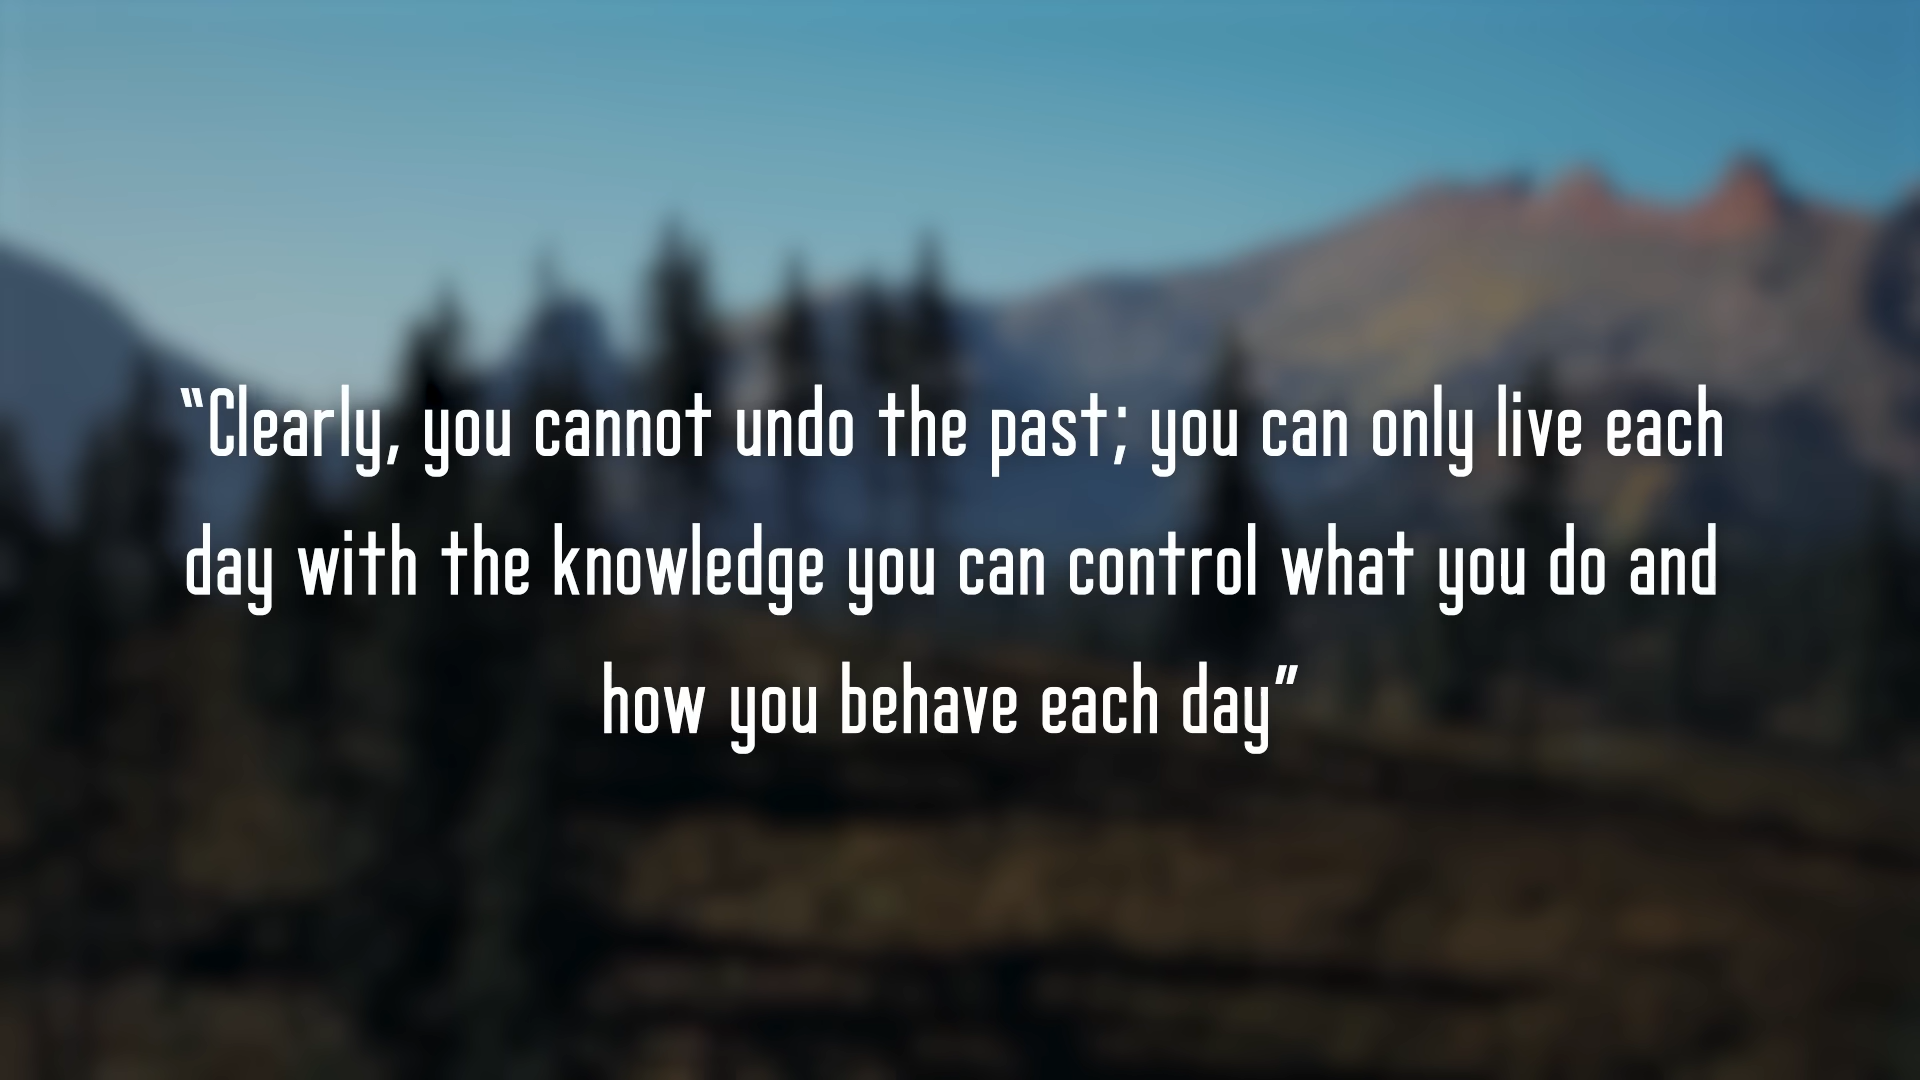 “Clearly, you cannot undo the past; you can only live each
day with the knowledge you can control what you do and
how you behave each day”